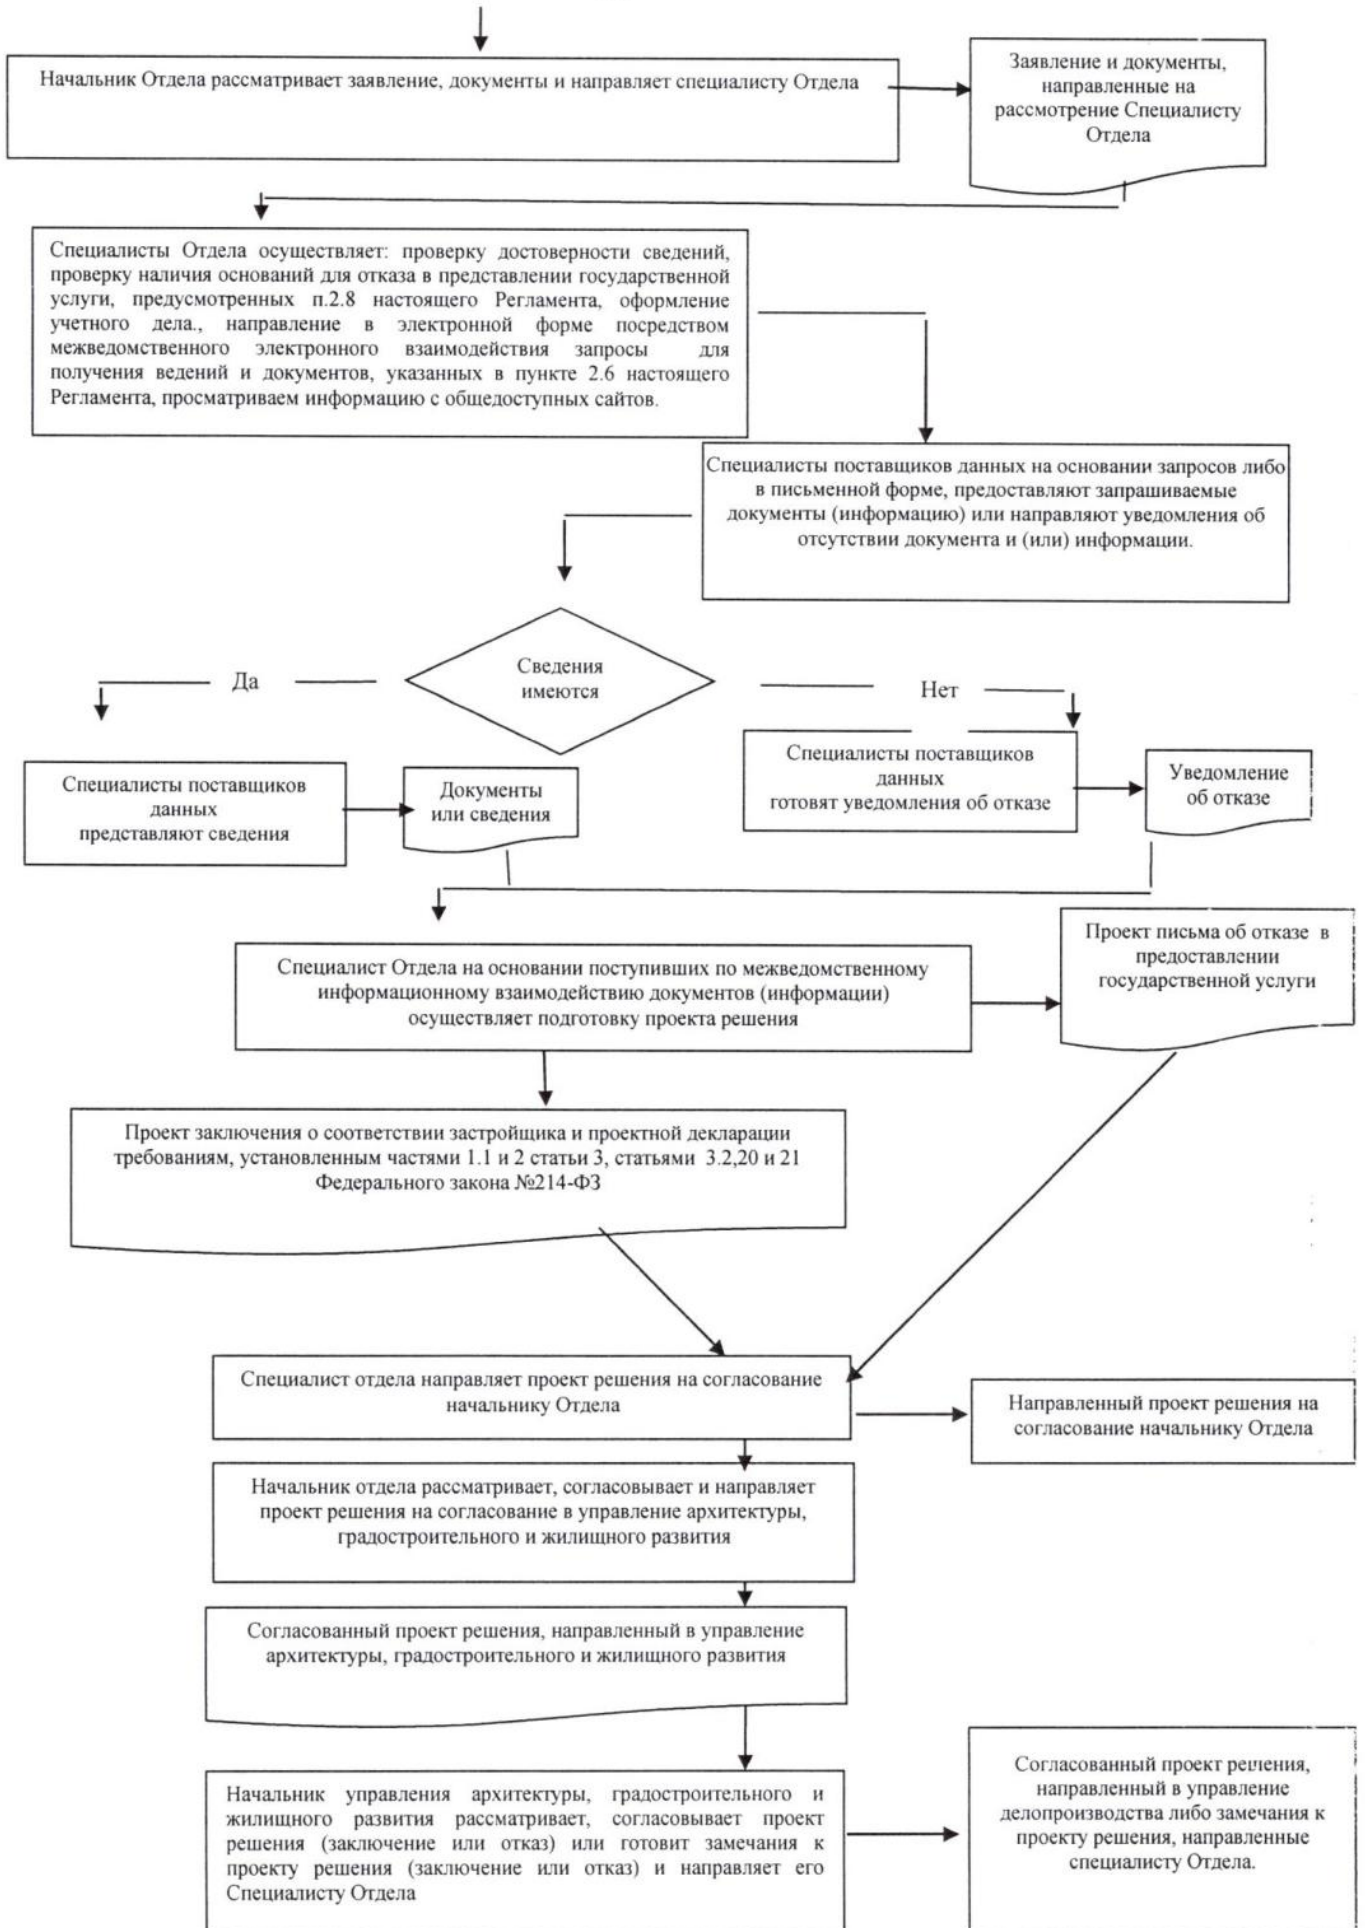 Начальник Отдела рассматривает заявление, документы и направляет специалисту Отдела
Заявление и документы,
направленные на
рассмотрение Специалисту
Отдела
Специалисты Отдела осуществляет: проверку достоверности сведений,
проверку наличия оснований для отказа в представлении государственной
услуги, предусмотренных п.2.8 настоящего Регламента, оформление
учетного дела., направление в электронной форме посредством
межведомственного электронного взаимодействия запросы для
получения ведений и документов, указанных в пункте 2.6 настоящего
Регламента, просматриваем информацию с общедоступных сайтов.
Специалисты поставщиков данных на основании запросов либо
в письменной форме, предоставляют запрашиваемые
документы (информацию) или направляют уведомления об
отсутствии документа и (или) информации.
Сведения
имеются
Да
Нет
Специалисты поставщиков
данных
представляют сведения
Документы
или сведения
Специалисты поставщиков
данных
готовят уведомления об отказе
Уведомление
об отказе
Специалист Отдела на основании поступивших по межведомственному
информационному взаимодействию документов (информации)
осуществляет подготовку проекта решения
Проект письма об отказе в
предоставлении
государственной услуги
Проект заключения о соответствии застройщика и проектной декларации
требованиям, установленным частями 1.1 и 2 статьи 3, статьями 3.2,20 и 21
Федерального закона №214-ФЗ
Специалист отдела направляет проект решения на согласование
начальнику Отдела
Направленный проект решения на
согласование начальнику Отдела
Начальник отдела рассматривает, согласовывает и направляет
проект решения на согласование в управление архитектуры,
градостроительного и жилищного развития
Согласованный проект решения, направленный в управление
архитектуры, градостроительного и жилищного развития
Начальник управления архитектуры, градостроительного и
жилищного развития рассматривает, согласовывает проект
решения (заключение или отказ) или готовит замечания к
проекту решения (заключение или отказ) и направляет его
Специалисту Отдела
Согласованный проект решения,
направленный в управление
делопроизводства либо замечания к
проекту решения, направленные
специалисту Отдела.